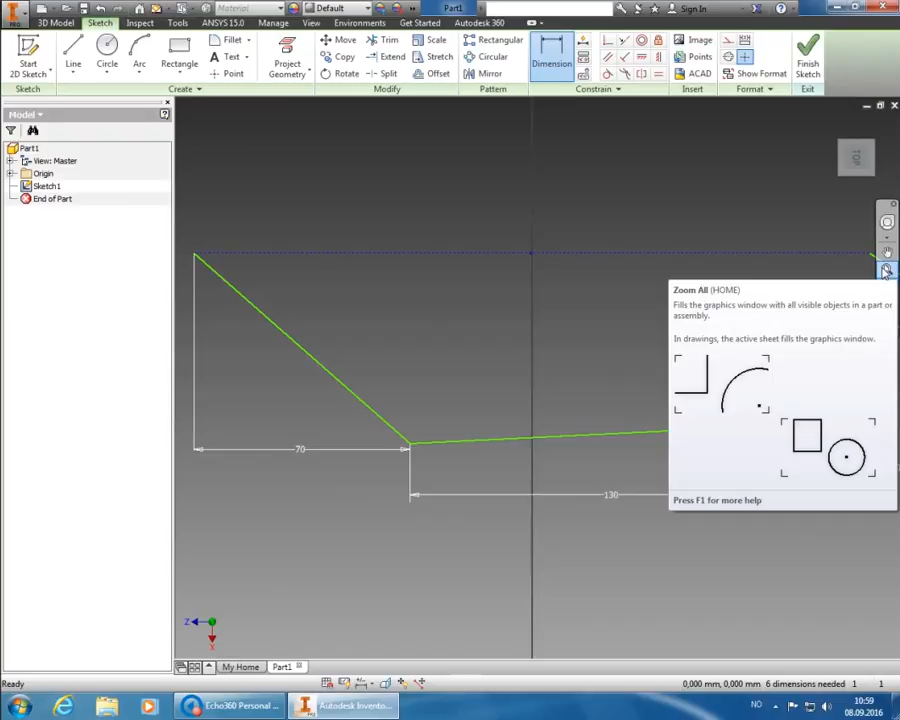 Material
Default
Part1
Sign In
PRO
3D Model
Sketch
Inspect
Tools
ANSYS 15.0
Manage
View
Environments
Get Started
Autodesk 360
Start
2D Sketch
Line
Circle
Arc
Rectangle
Fillet
Text
Point
Project
Geometry
Move
Copy
Rotate
Trim
Extend
Split
Scale
Stretch
Offset
Rectangular
Circular
Mirror
Dimension
Image
Points
ACAD
Show Format
Finish
Sketch
Sketch
Create
Modify
Pattern
Constrain
Insert
Format
Exit
Model
Part1
View: Master
Origin
Sketch1
End of Part
TOP
Zoom All (HOME)
Fills the graphics window with all visible objects in a part or
assembly.
In drawings, the active sheet fills the graphics window.
Press F1 for more help
70
130
Z
X
My Home
Part1
Ready
0,000 mm, 0,000 mm
6 dimensions needed
1
1
Echo360 Personal ...
Autodesk Invento...
NO
10:59
08.09.2016